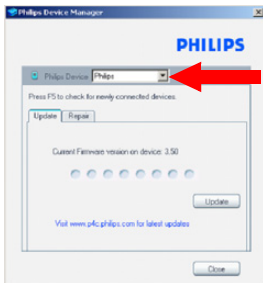 Philips Device Manager
PHILIPS
Philips Device Philips
Press F5 to check for newly connected devices.
Update Repair
Current Firmware version on device: 3.50
Update
Visit www.p4c.philips.com for latest updates
Close